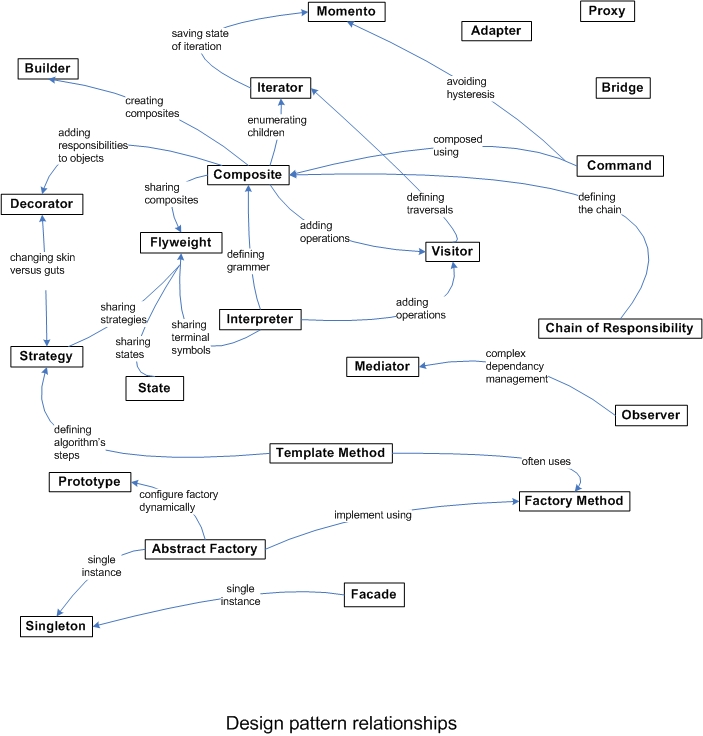 Momento
Proxy
Adapter
saving state
of iteration
Builder
Iterator
avoiding
hysteresis
Bridge
creating
composites
enumerating
children
adding
responsibilities
to objects
composed
using
Command
Composite
sharing
composites
defining
traversals
defining
the chain
Decorator
adding
operations
Flyweight
Visitor
changing skin
versus guts
defining
grammer
sharing
strategies
sharing
states
sharing
terminal
symbols
Interpreter
adding
operations
Chain of Responsibility
Strategy
State
Mediator
complex
dependancy
management
Observer
defining
algorithm's
steps
Template Method
often uses
Prototype
configure factory
dynamically
Factory Method
implement using
Abstract Factory
single
instance
single
instance
Facade
Singleton
Design pattern relationships